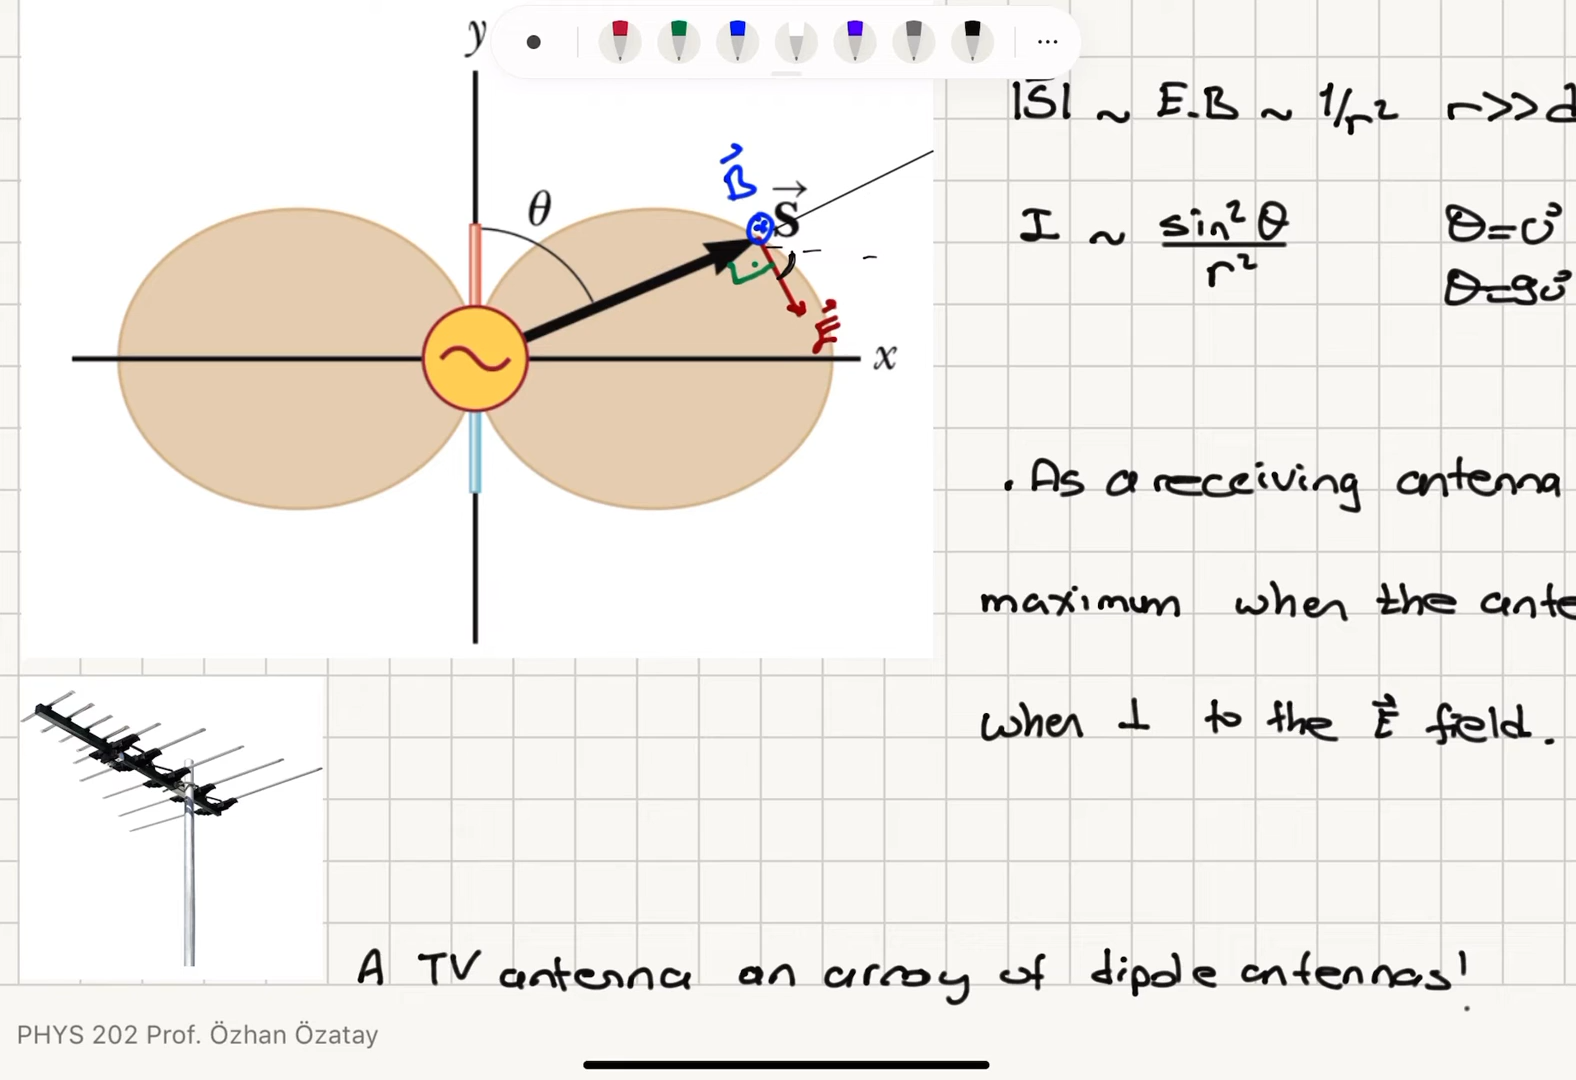 y
|S| ~ E.B ~ 1/r² r>>d
B
θ
S
I ~ sin²θ / r² θ=0°
θ=90°
E
x
. As a receiving antenna
maximum when the ante
when ⊥ to the E field.
A TV antenna an array of dipole antennas!
PHYS 202 Prof. Özhan Özatay